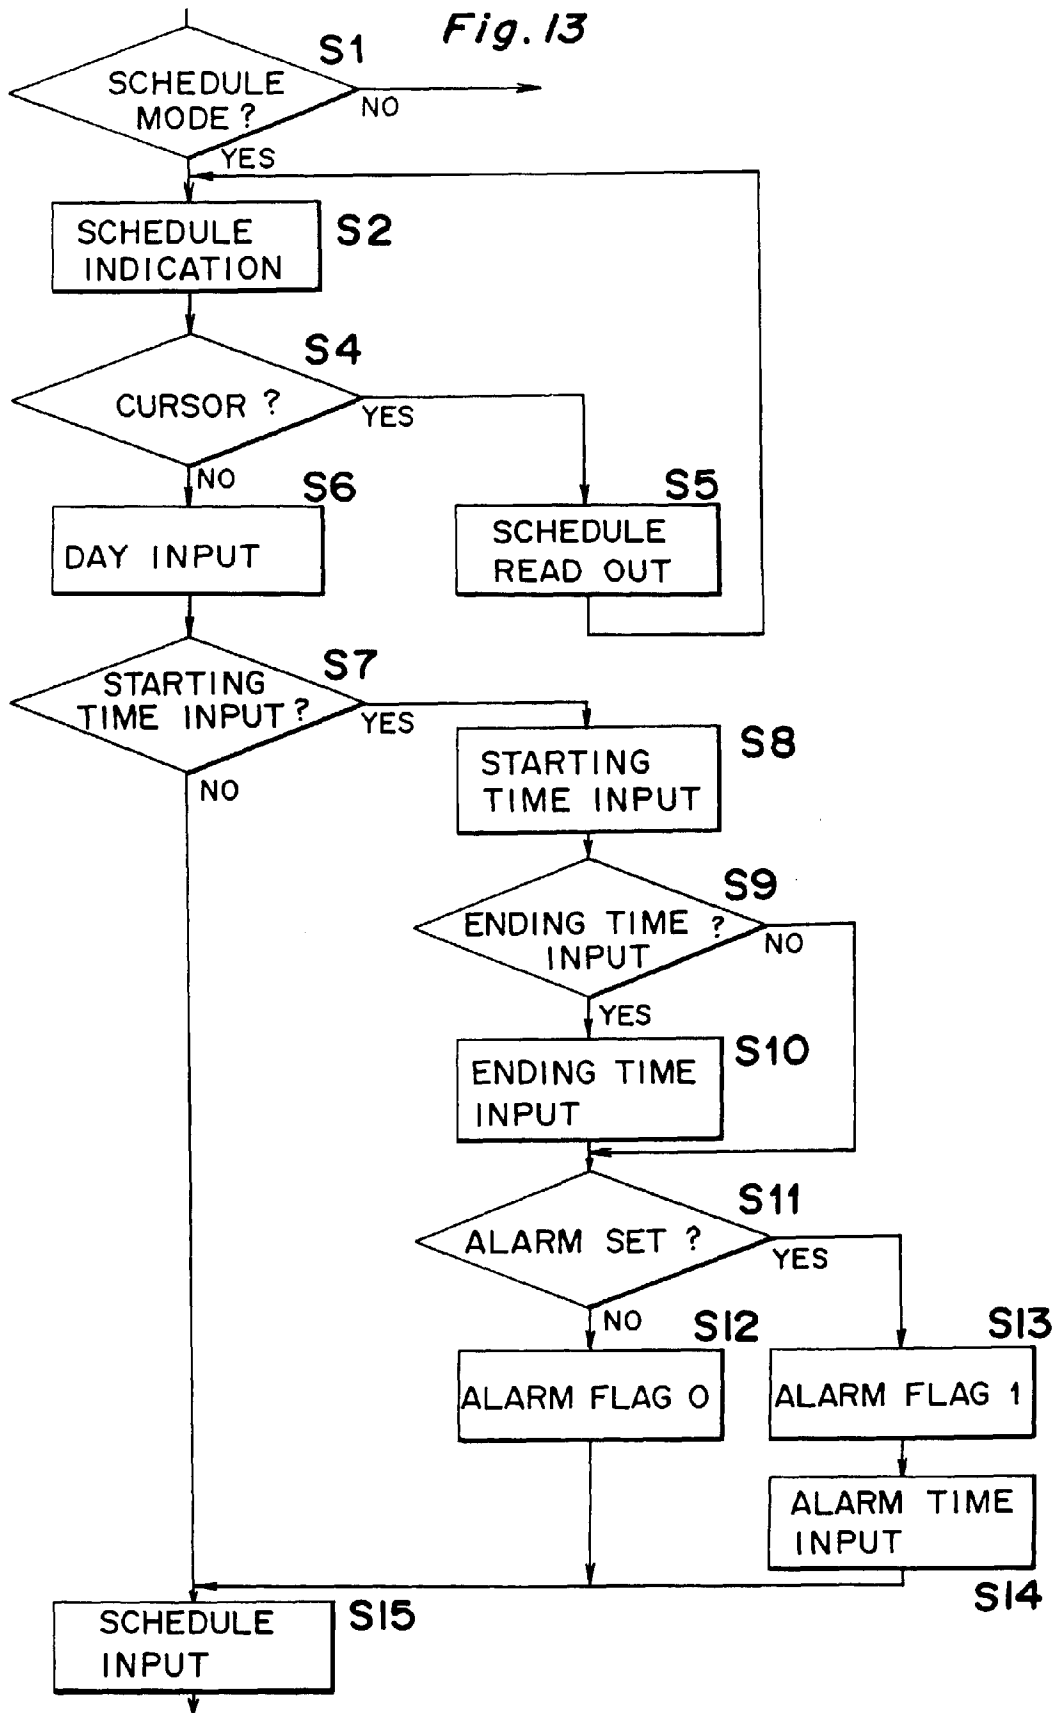 Fig. 13
S1
SCHEDULE
MODE ?
NO
YES
SCHEDULE
INDICATION
S2
S4
CURSOR ?
YES
NO
S6
DAY INPUT
S5
SCHEDULE
READ OUT
S7
STARTING
TIME INPUT ?
YES
NO
S8
STARTING
TIME INPUT
S9
ENDING TIME ?
INPUT
NO
YES
S10
ENDING TIME
INPUT
S11
ALARM SET ?
YES
NO
S12
ALARM FLAG 0
S13
ALARM FLAG 1
ALARM TIME
INPUT
S14
S15
SCHEDULE
INPUT